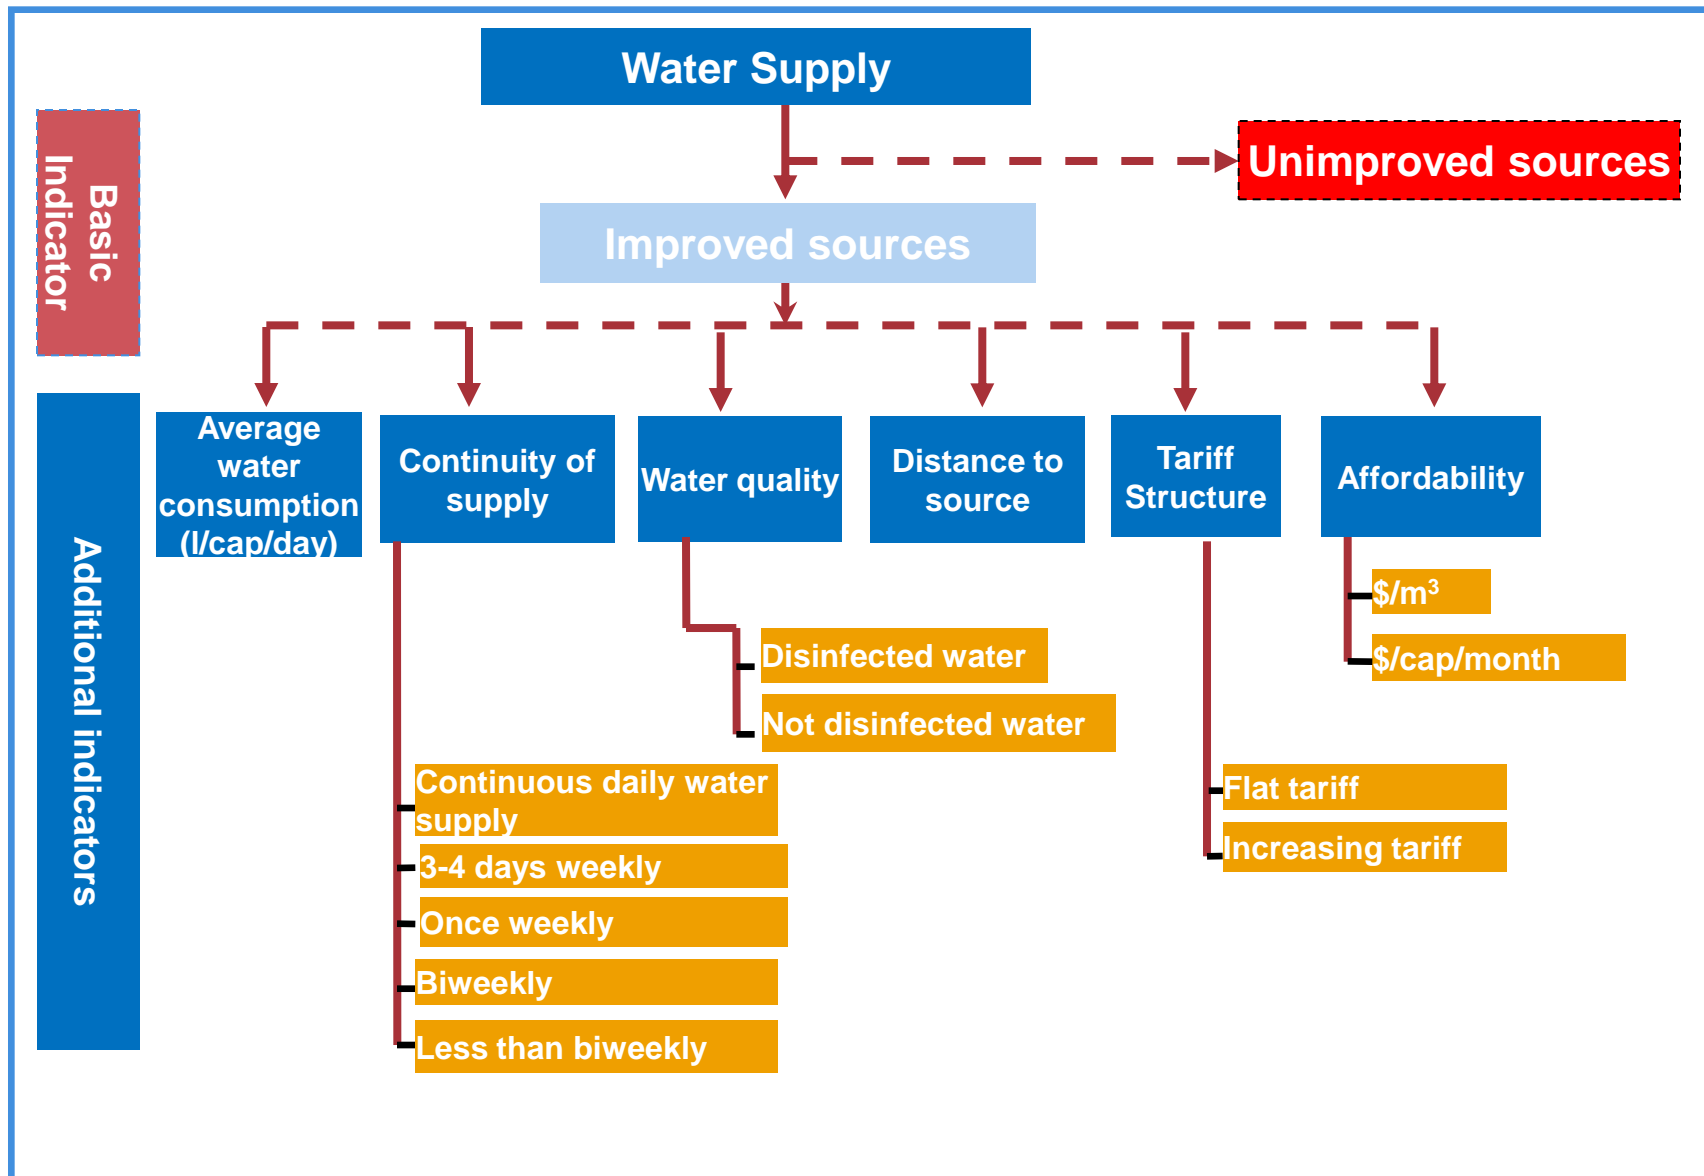 Water Supply
Unimproved sources
Improved sources
Basic
Indicator
Additional indicators
Average
water
consumption
(l/cap/day)
Continuity of
supply
Water quality
Distance to
source
Tariff
Structure
Affordability
$/m³
$/cap/month
Disinfected water
Not disinfected water
Continuous daily water
supply
3-4 days weekly
Once weekly
Biweekly
Less than biweekly
Flat tariff
Increasing tariff